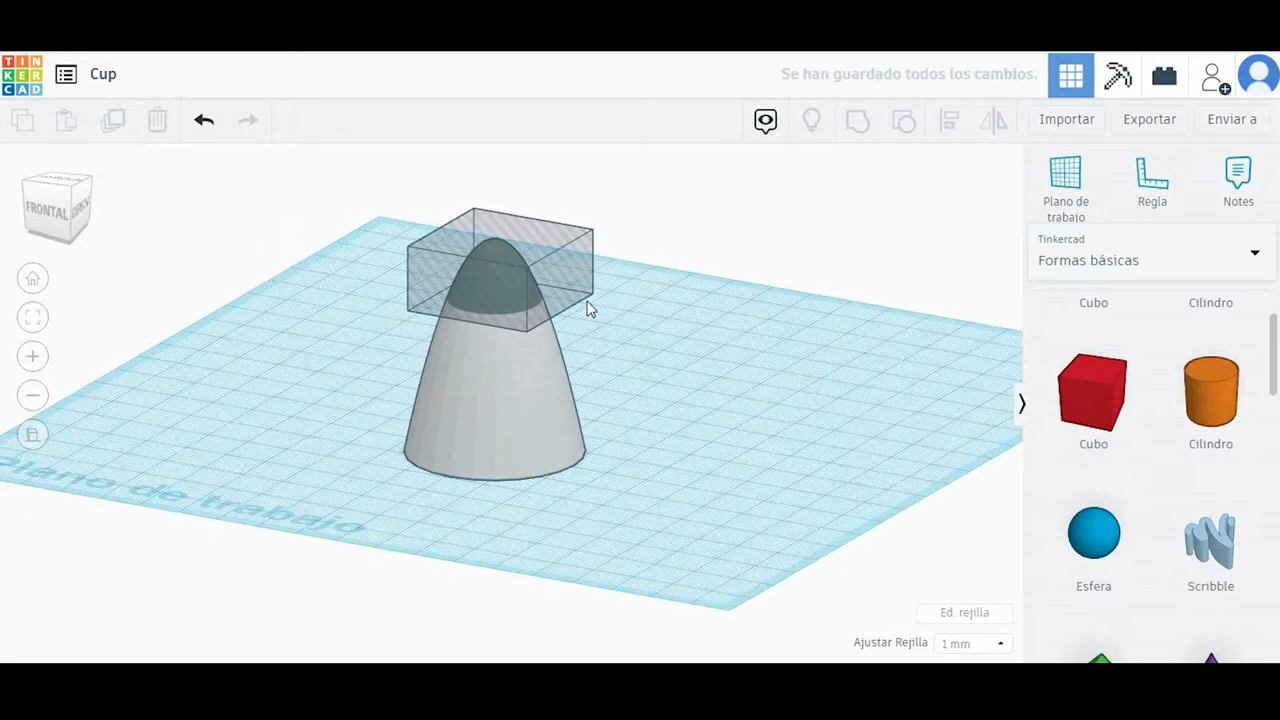 TIN
KER
CAD
Cup
Se han guardado todos los cambios.
Importar
Exportar
Enviar a
FRONTAL
Plano de
trabajo
Regla
Notes
Tinkercad
Formas básicas
Cubo
Cilindro
Cubo
Cilindro
Esfera
Scribble
Plano de trabajo
Ed. rejilla
Ajustar Rejilla
1 mm